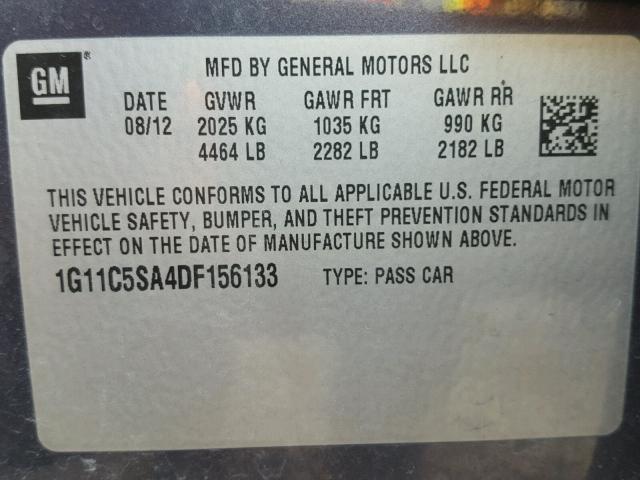 GM®
MFD BY GENERAL MOTORS LLC
DATE GVWR GAWR FRT GAWR RR
08/12 2025 KG 1035 KG 990 KG
4464 LB 2282 LB 2182 LB
THIS VEHICLE CONFORMS TO ALL APPLICABLE U.S. FEDERAL MOTOR
VEHICLE SAFETY, BUMPER, AND THEFT PREVENTION STANDARDS IN
EFFECT ON THE DATE OF MANUFACTURE SHOWN ABOVE.
1G11C5SA4DF156133 TYPE: PASS CAR